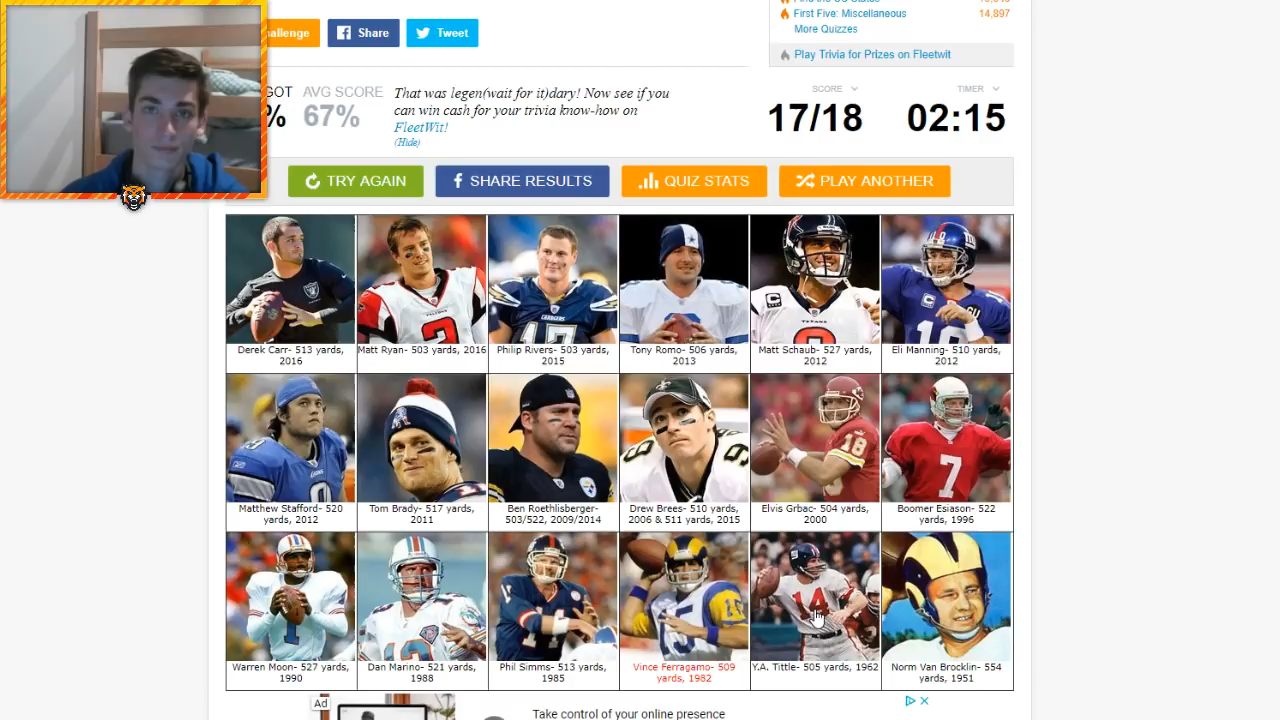 First Five: Miscellaneous 14,897
More Quizzes
Play Trivia for Prizes on Fleetwit
Share
Tweet
GOT AVG SCORE
% 67%
That was legen(wait for it)dary! Now see if you
can win cash for your trivia know-how on
FleetWit!
(Hide)
SCORE TIMER
17/18 02:15
TRY AGAIN
SHARE RESULTS
QUIZ STATS
PLAY ANOTHER
Derek Carr- 513 yards,
2016
Matt Ryan- 503 yards, 2016
Philip Rivers- 503 yards,
2015
Tony Romo- 506 yards,
2013
Matt Schaub- 527 yards,
2012
Eli Manning- 510 yards,
2012
Matthew Stafford- 520
yards, 2012
Tom Brady- 517 yards,
2011
Ben Roethlisberger-
503/522, 2009/2014
Drew Brees- 510 yards,
2006 & 511 yards, 2015
Elvis Grbac- 504 yards,
2000
Boomer Esiason- 522
yards, 1996
Warren Moon- 527 yards,
1990
Dan Marino- 521 yards,
1988
Phil Simms- 513 yards,
1985
Vince Ferragamo- 509
yards, 1982
Y.A. Tittle- 505 yards, 1962
Norm Van Brocklin- 554
yards, 1951
Ad
Take control of your online presence